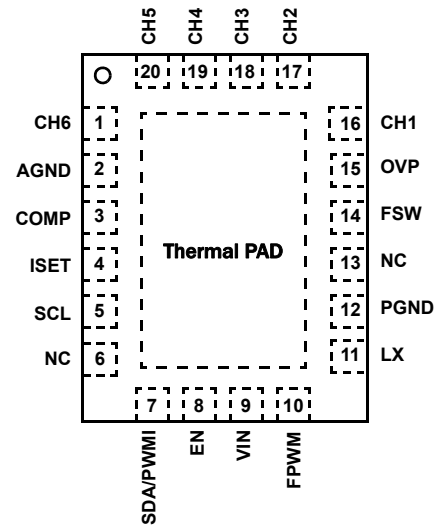 CH5 CH4 CH3 CH2
20 19 18 17
CH6 1 16 CH1
AGND 2 15 OVP
COMP 3 14 FSW
ISET 4 Thermal PAD 13 NC
SCL 5 12 PGND
NC 6 11 LX
7 8 9 10
SDA/PWMI EN VIN FPWM